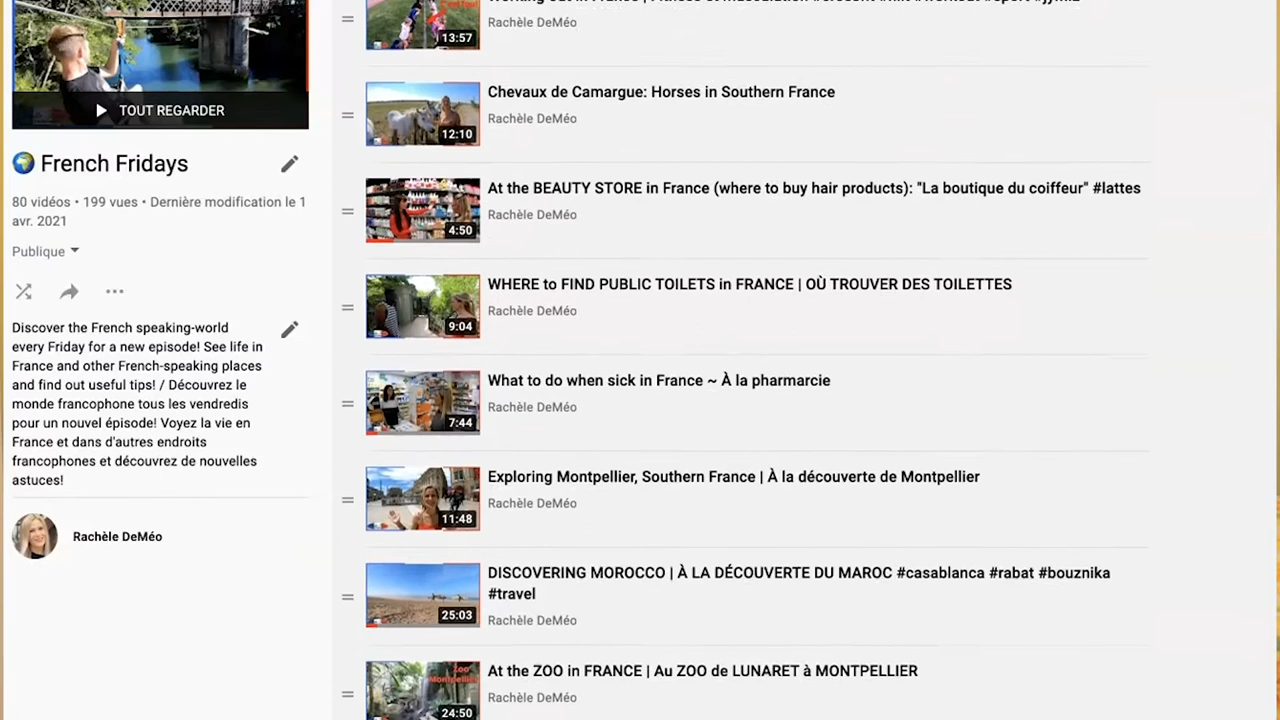 TOUT REGARDER
French Fridays
80 vidéos • 199 vues • Dernière modification le 1
avr. 2021
Publique
Discover the French speaking-world
every Friday for a new episode! See life in
France and other French-speaking places
and find out useful tips! / Découvrez le
monde francophone tous les vendredis
pour un nouvel épisode! Voyez la vie en
France et dans d'autres endroits
francophones et découvrez de nouvelles
astuces!
Rachèle DeMéo
13:57
Rachèle DeMéo
12:10
Chevaux de Camargue: Horses in Southern France
Rachèle DeMéo
4:50
At the BEAUTY STORE in France (where to buy hair products): "La boutique du coiffeur" #lattes
Rachèle DeMéo
9:04
WHERE to FIND PUBLIC TOILETS in FRANCE | OÙ TROUVER DES TOILETTES
Rachèle DeMéo
7:44
What to do when sick in France ~ À la pharmarcie
Rachèle DeMéo
11:48
Exploring Montpellier, Southern France | À la découverte de Montpellier
Rachèle DeMéo
25:03
DISCOVERING MOROCCO | À LA DÉCOUVERTE DU MAROC #casablanca #rabat #bouznika
#travel
Rachèle DeMéo
Zoo
Montpellier
24:50
At the ZOO in FRANCE | Au ZOO de LUNARET à MONTPELLIER
Rachèle DeMéo